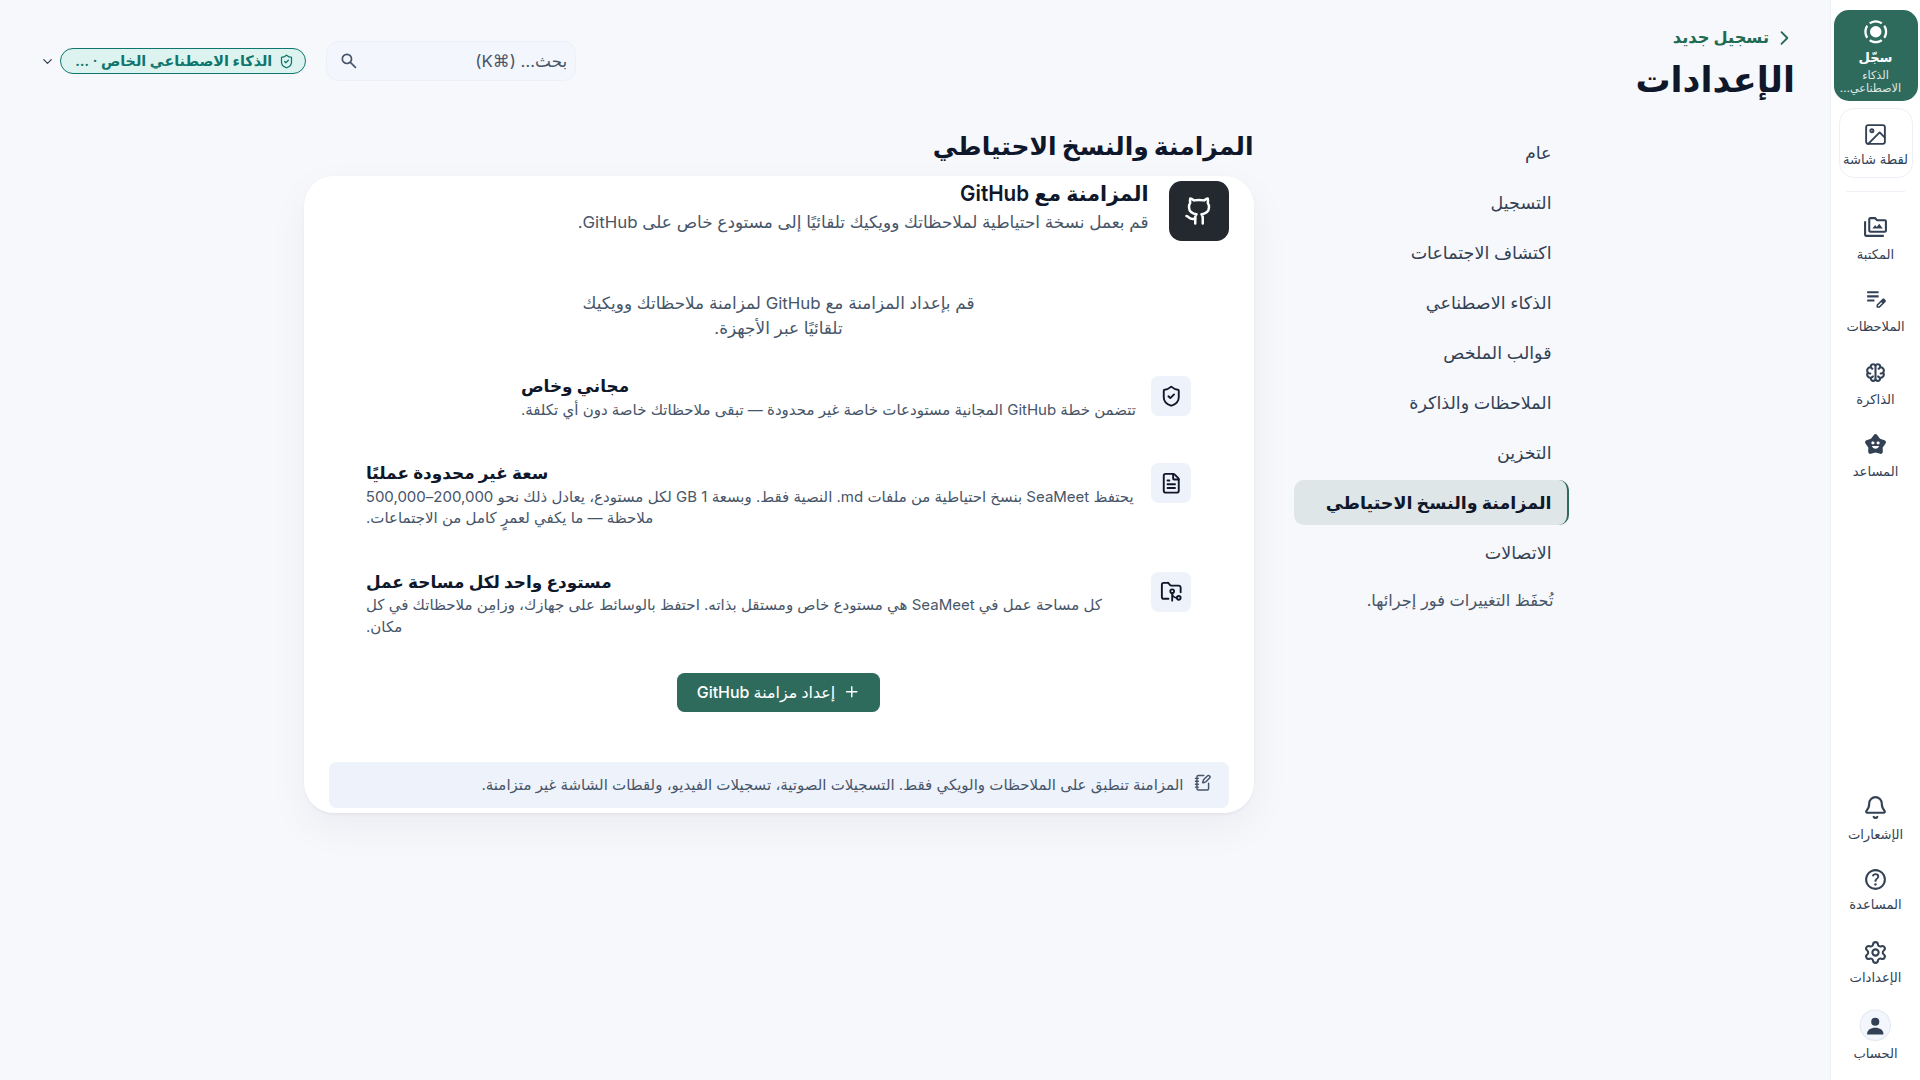 سجّل
الذكاء
الاصطناعي...
لقطة شاشة
المكتبة
الملاحظات
الذاكرة
المساعد
الإشعارات
المساعدة
الإعدادات
الحساب
تسجيل جديد
الإعدادات
بحث... (⌘K)
الذكاء الاصطناعي الخاص · ...
عام
التسجيل
اكتشاف الاجتماعات
الذكاء الاصطناعي
قوالب الملخص
الملاحظات والذاكرة
التخزين
المزامنة والنسخ الاحتياطي
الاتصالات
تُحفَظ التغييرات فور إجرائها.
المزامنة والنسخ الاحتياطي
المزامنة مع GitHub
قم بعمل نسخة احتياطية لملاحظاتك وويكيك تلقائيًا إلى مستودع خاص على GitHub.
قم بإعداد المزامنة مع GitHub لمزامنة ملاحظاتك وويكيك
تلقائيًا عبر الأجهزة.
مجاني وخاص
تتضمن خطة GitHub المجانية مستودعات خاصة غير محدودة — تبقى ملاحظاتك خاصة دون أي تكلفة.
سعة غير محدودة عمليًا
يحتفظ SeaMeet بنسخ احتياطية من ملفات md. النصية فقط. وبسعة 1 GB لكل مستودع، يعادل ذلك نحو 200,000–500,000
ملاحظة — ما يكفي لعمرٍ كامل من الاجتماعات.
مستودع واحد لكل مساحة عمل
كل مساحة عمل في SeaMeet هي مستودع خاص ومستقل بذاته. احتفظ بالوسائط على جهازك، وزامِن ملاحظاتك في كل
مكان.
إعداد مزامنة GitHub
المزامنة تنطبق على الملاحظات والويكي فقط. التسجيلات الصوتية، تسجيلات الفيديو، ولقطات الشاشة غير متزامنة.